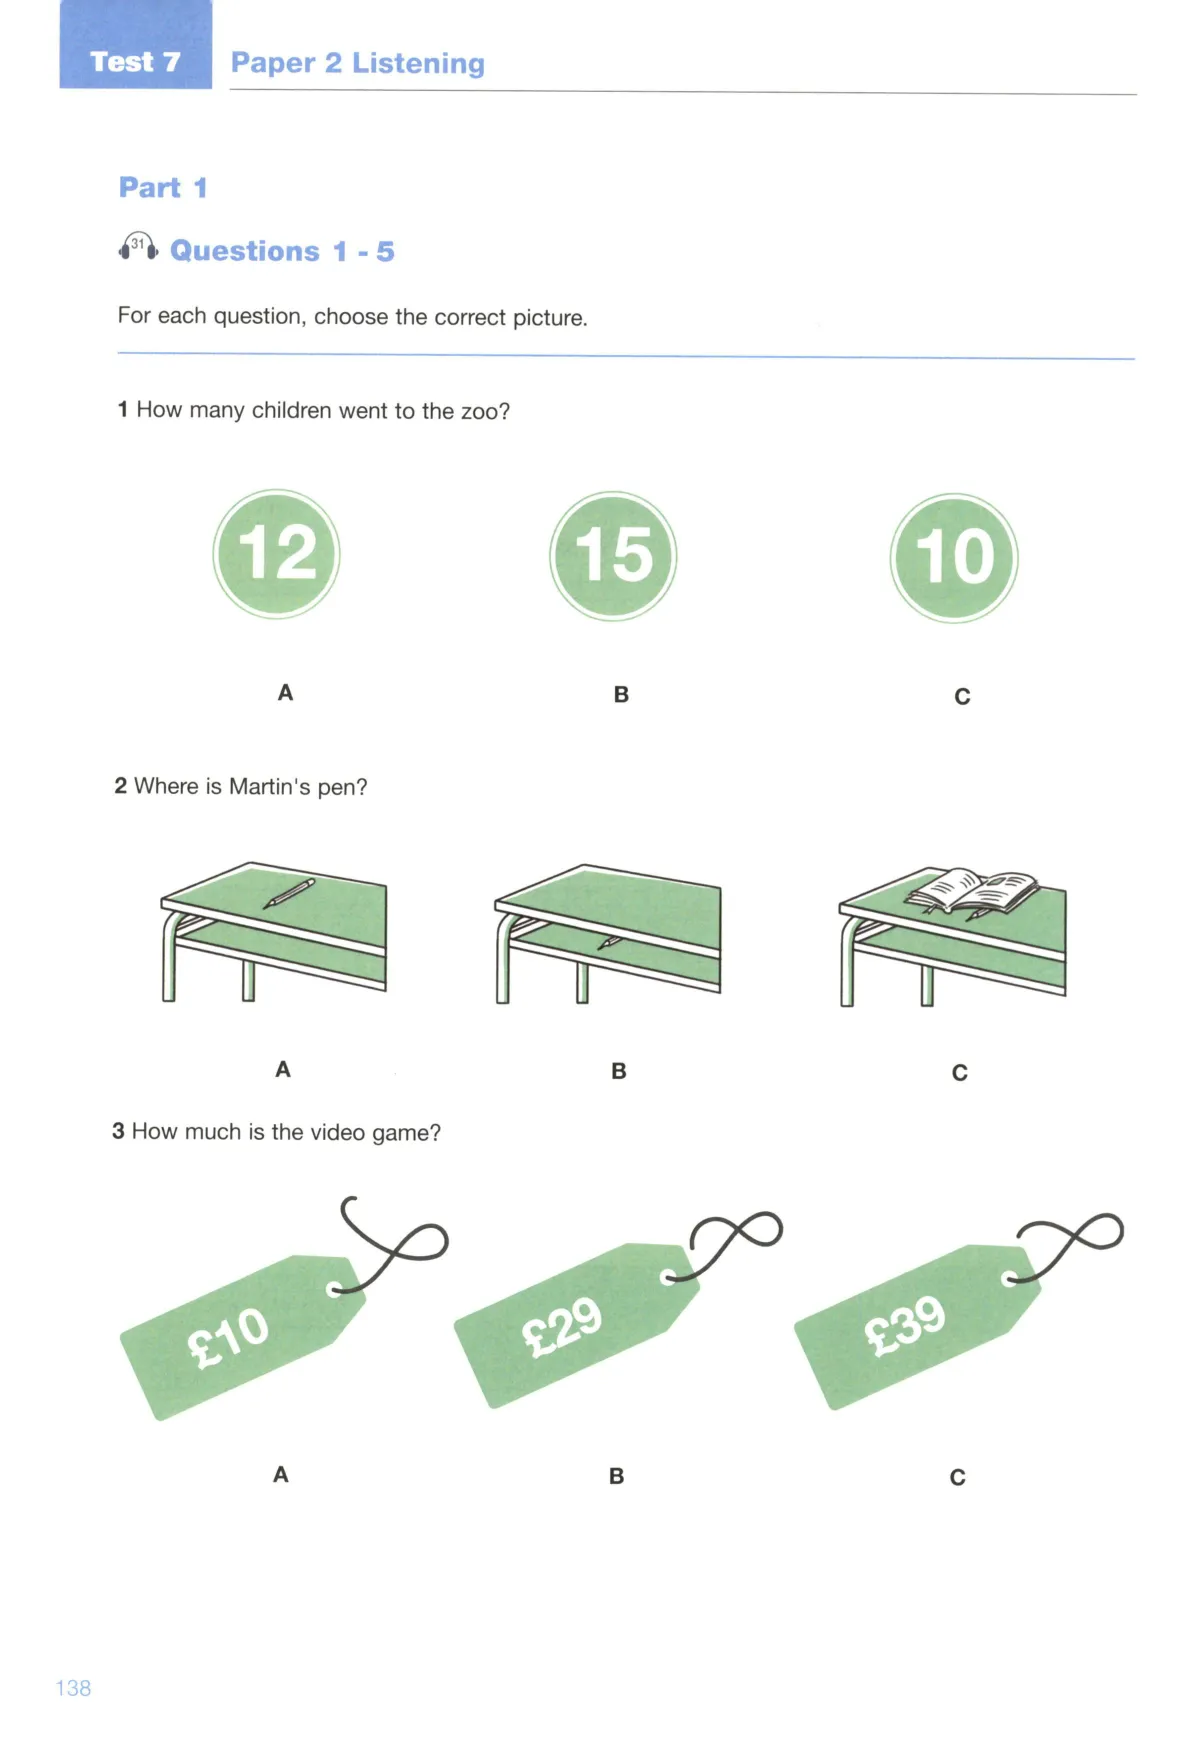 Test 7 Paper 2 Listening
Part 1
31 Questions 1 - 5
For each question, choose the correct picture.
1 How many children went to the zoo?
12 15 10
A B C
2 Where is Martin's pen?
A B C
3 How much is the video game?
£10 £29 £39
A B C
138